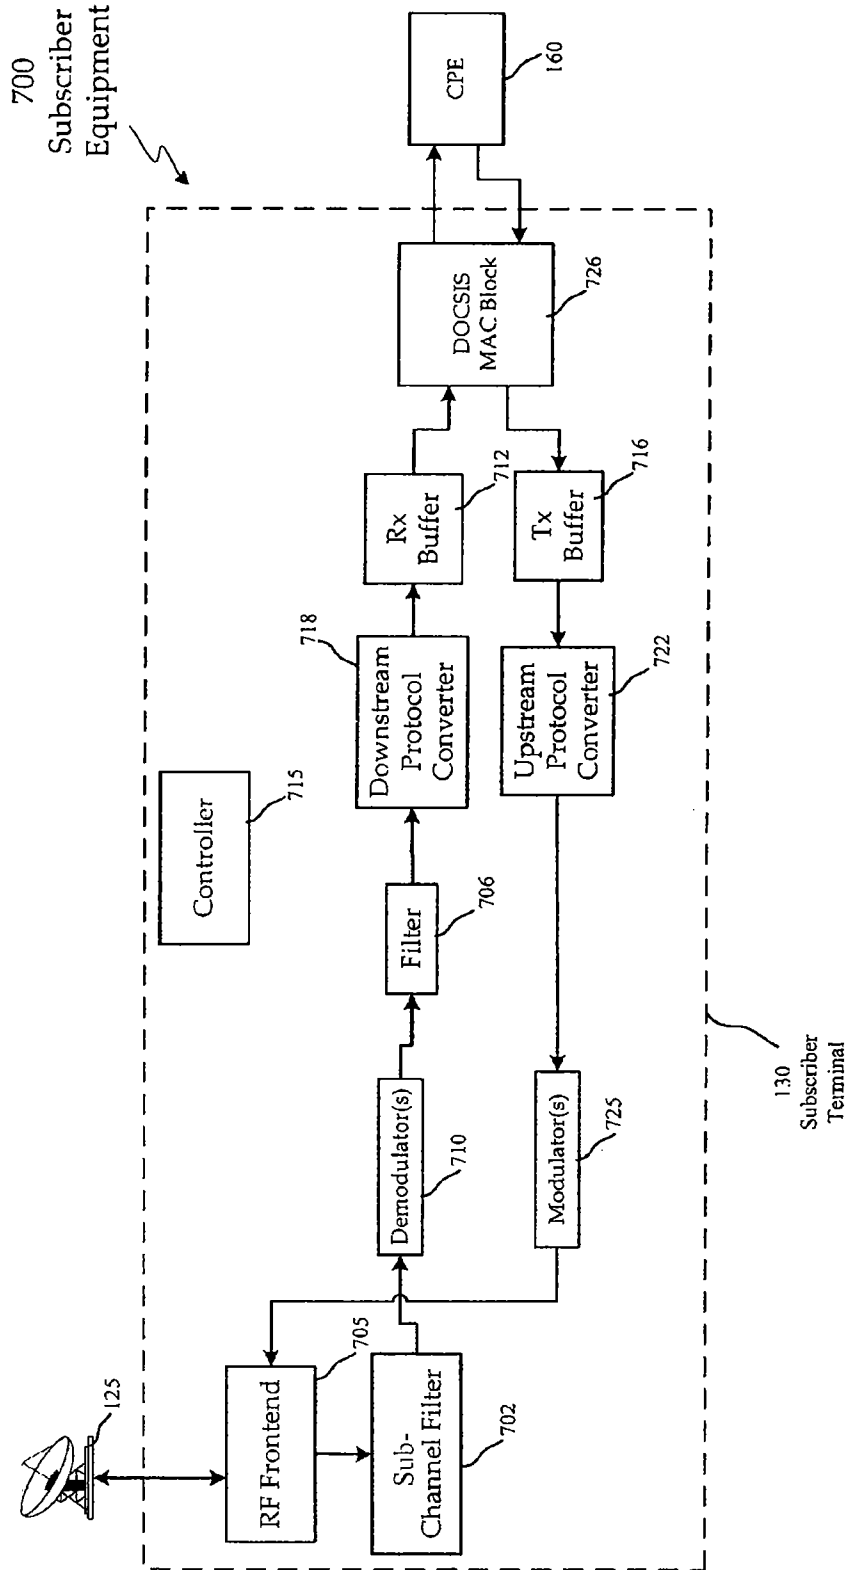 700
Subscriber
Equipment
125
RF Frontend
705
Sub-
Channel Filter
702
Demodulator(s)
710
Filter
706
Controller
715
Downstream
Protocol
Converter
718
Rx
Buffer
712
DOCSIS
MAC Block
726
CPE
160
Tx
Buffer
716
Upstream
Protocol
Converter
722
Modulator(s)
725
130
Subscriber
Terminal